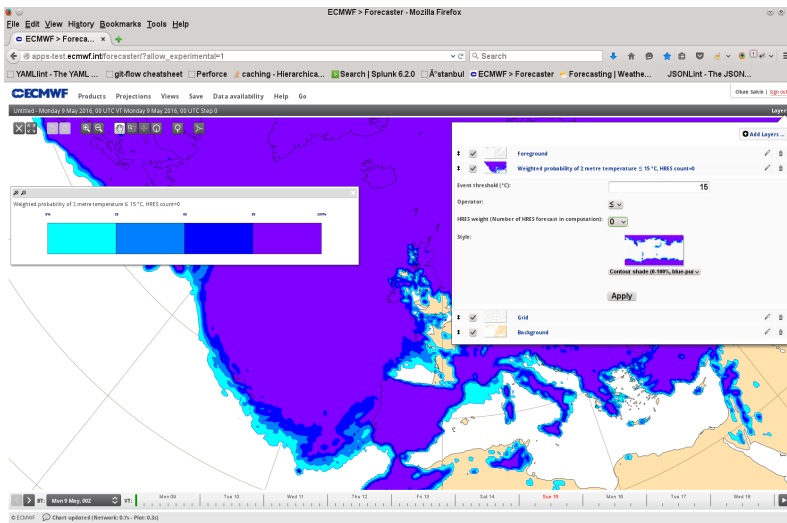 ECMWF > Forecaster - Mozilla Firefox
File Edit View History Bookmarks Tools Help
ECMWF > Foreca... × +
apps-test.ecmwf.int/forecaster/?allow_experimental=1 Search
YAMLlint - The YAML ... git-flow cheatsheet Perforce caching - Hierarchica... Search | Splunk 6.2.0 Ä°stanbul ECMWF > Forecaster Forecasting | Weathe... JSONLint - The JSON...
ECMWF Products Projections Views Save Data availability Help Go
Okan Sahin | Sign out
Untitled - Monday 9 May 2016, 00 UTC VT Monday 9 May 2016, 00 UTC Step 0 Layer
Add Layers ...
Foreground
Weighted probability of 2 metre temperature ≤ 15 °C, HRES count=0
Event threshold (°C): 15
Operator: ≤
HRES weight (Number of HRES forecast in computation): 0
Style:
Contour shade (0-100%, blue-pur
Apply
Grid
Background
Weighted probability of 2 metre temperature ≤ 15 °C, HRES count=0
100%
BT: Mon 9 May, 00Z VT: Mon 09 Tue 10 Wed 11 Thu 12 Fri 13 Sat 14 Sun 15 Mon 16 Tue 17 Wed 18
© ECMWF Chart updated (Network: 0.7s - Plot: 0.3s)